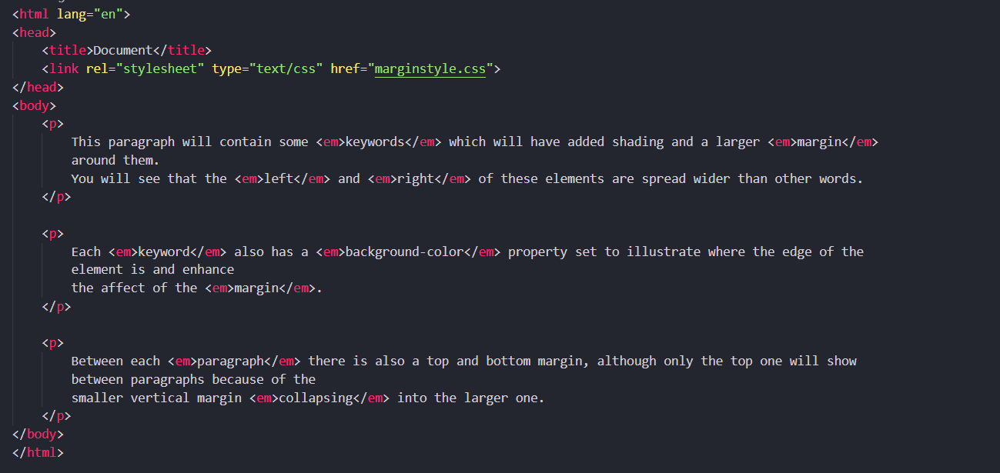 <html lang="en">
<head>
    <title>Document</title>
    <link rel="stylesheet" type="text/css" href="marginstyle.css">
</head>
<body>
    <p>
        This paragraph will contain some <em>keywords</em> which will have added shading and a larger <em>margin</em>
        around them.
        You will see that the <em>left</em> and <em>right</em> of these elements are spread wider than other words.
    </p>

    <p>
        Each <em>keyword</em> also has a <em>background-color</em> property set to illustrate where the edge of the
        element is and enhance
        the affect of the <em>margin</em>.
    </p>

    <p>
        Between each <em>paragraph</em> there is also a top and bottom margin, although only the top one will show
        between paragraphs because of the
        smaller vertical margin <em>collapsing</em> into the larger one.
    </p>
</body>
</html>